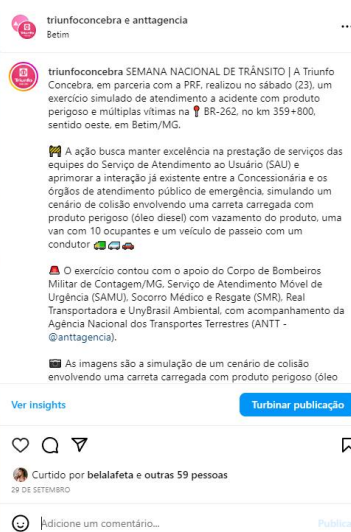 triunfoconcebra e anttagencia
Betim
triunfoconcebra SEMANA NACIONAL DE TRÂNSITO | A Triunfo
Concebra, em parceria com a PRF, realizou no sábado (23), um
exercício simulado de atendimento a acidente com produto
perigoso e múltiplas vítimas na 📍 BR-262, no km 359+800,
sentido oeste, em Betim/MG.
🚧 A ação busca manter excelência na prestação de serviços das
equipes do Serviço de Atendimento ao Usuário (SAU) e
aprimorar a interação já existente entre a Concessionária e os
órgãos de atendimento público de emergência, simulando um
cenário de colisão envolvendo uma carreta carregada com
produto perigoso (óleo diesel) com vazamento do produto, uma
van com 10 ocupantes e um veículo de passeio com um
condutor 🚛🚐🚗
🚨 O exercício contou com o apoio do Corpo de Bombeiros
Militar de Contagem/MG, Serviço de Atendimento Móvel de
Urgência (SAMU), Socorro Médico e Resgate (SMR), Real
Transportadora e UnyBrasil Ambiental, com acompanhamento da
Agência Nacional dos Transportes Terrestres (ANTT -
@anttagencia).
📷 As imagens são a simulação de um cenário de colisão
envolvendo uma carreta carregada com produto perigoso (óleo
Ver insights
Turbinar publicação
Curtido por belalafeta e outras 59 pessoas
29 DE SETEMBRO
Adicione um comentário...
Publica